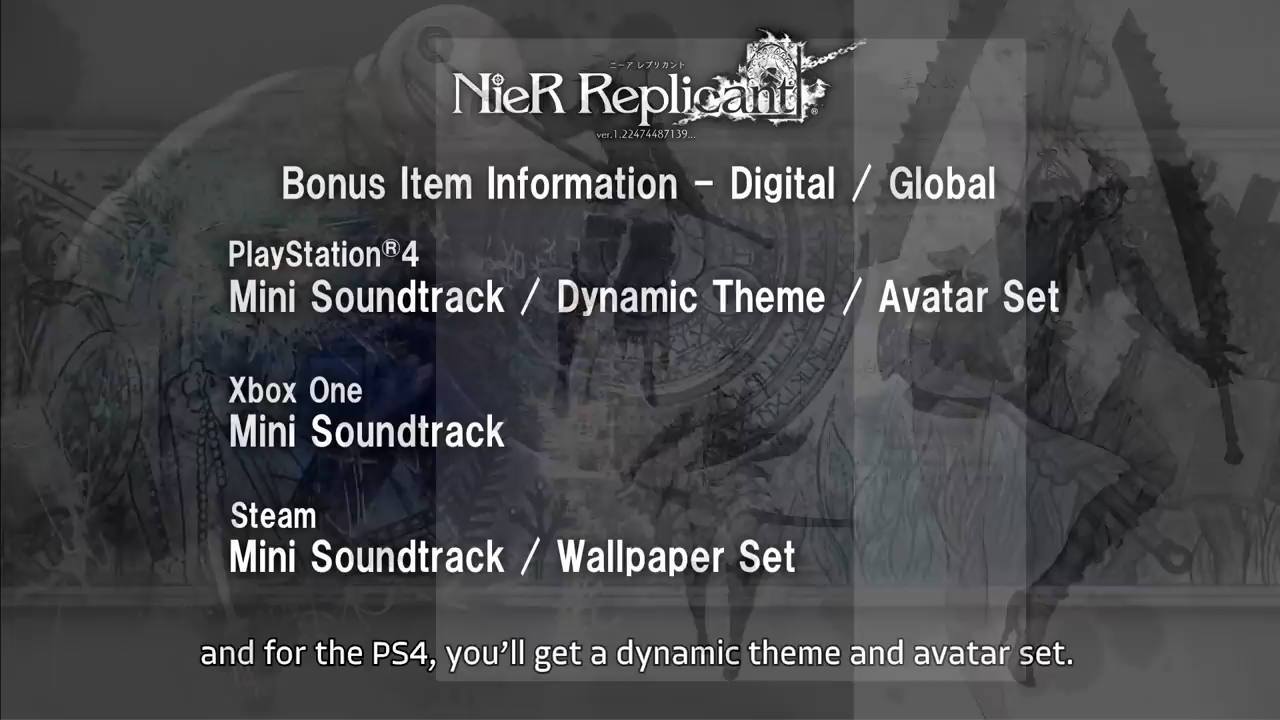 ニーア レプリカント
NieR Replicant®
ver.1.22474487139...
Bonus Item Information – Digital / Global
PlayStation®4
Mini Soundtrack / Dynamic Theme / Avatar Set
Xbox One
Mini Soundtrack
Steam
Mini Soundtrack / Wallpaper Set
and for the PS4, you’ll get a dynamic theme and avatar set.